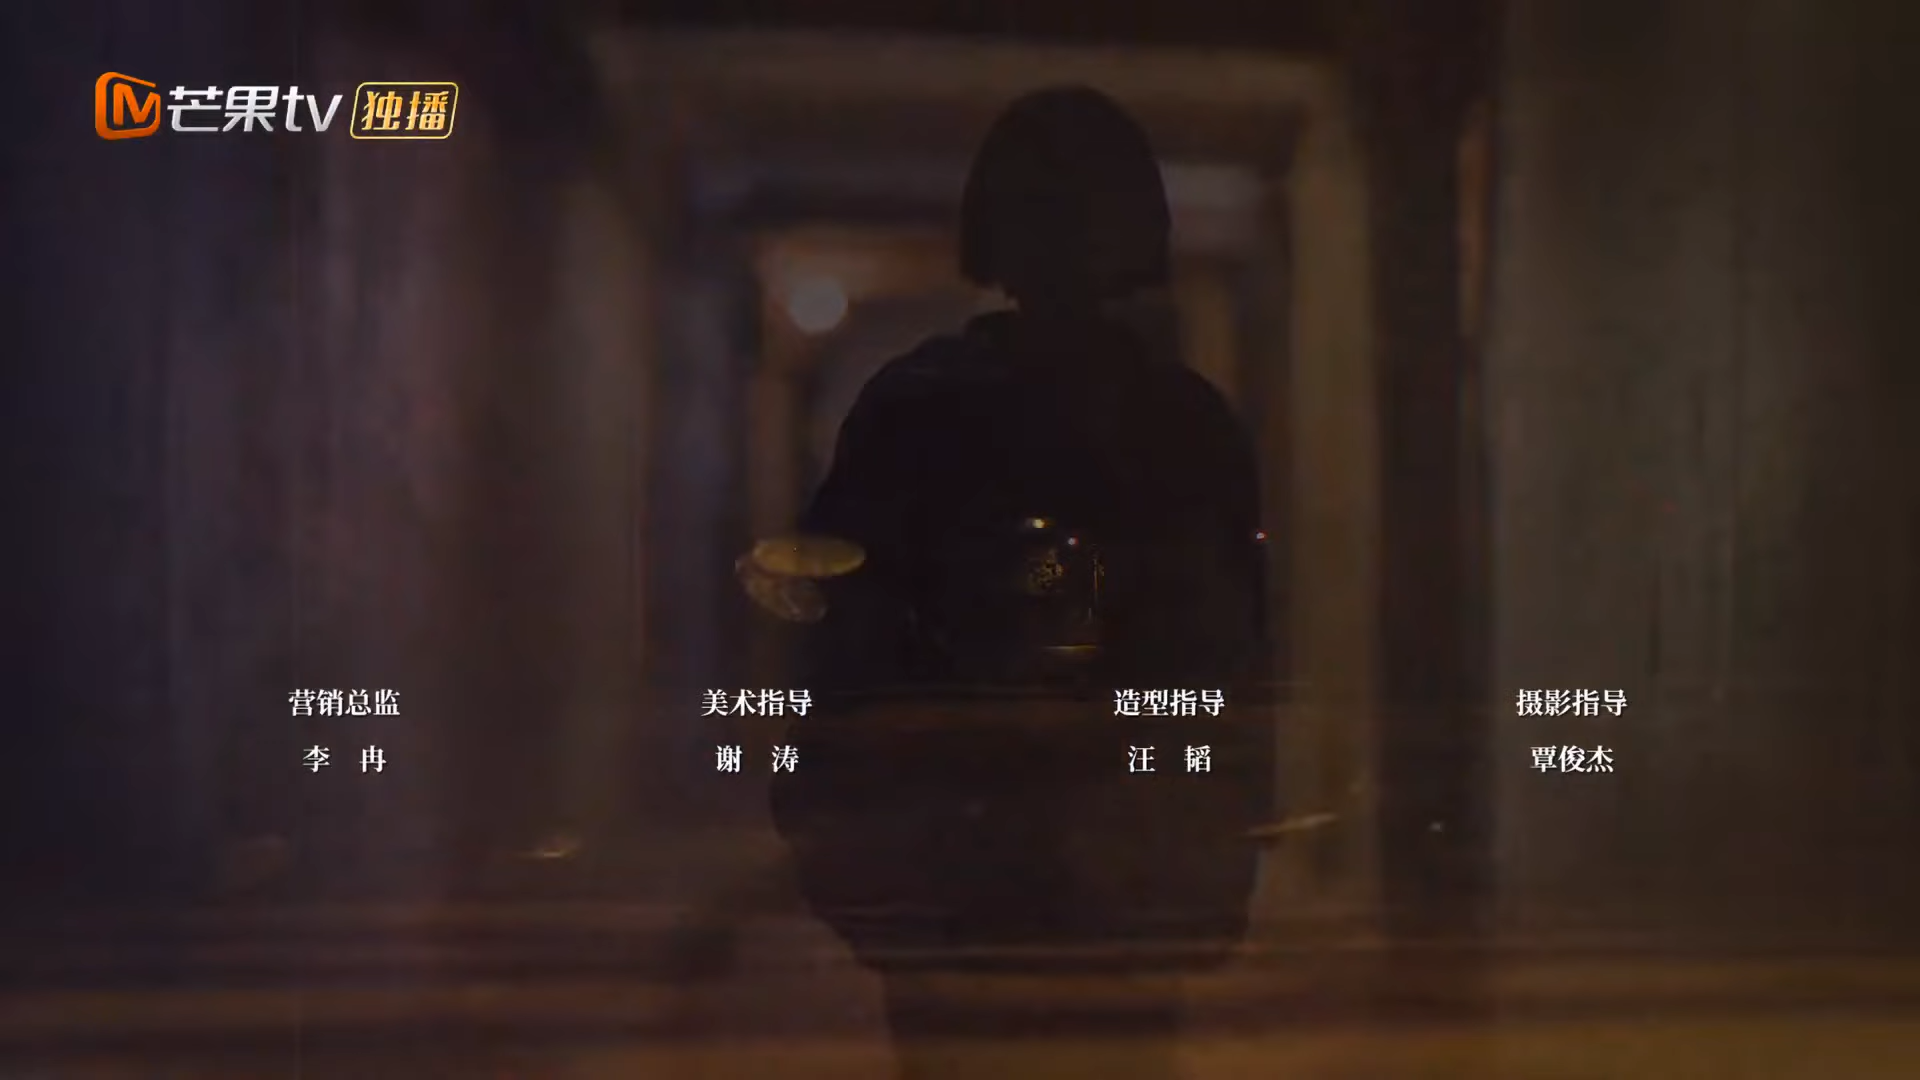 芒果tv 独播
营销总监 美术指导 造型指导 摄影指导
李 冉 谢 涛 汪 韬 覃俊杰